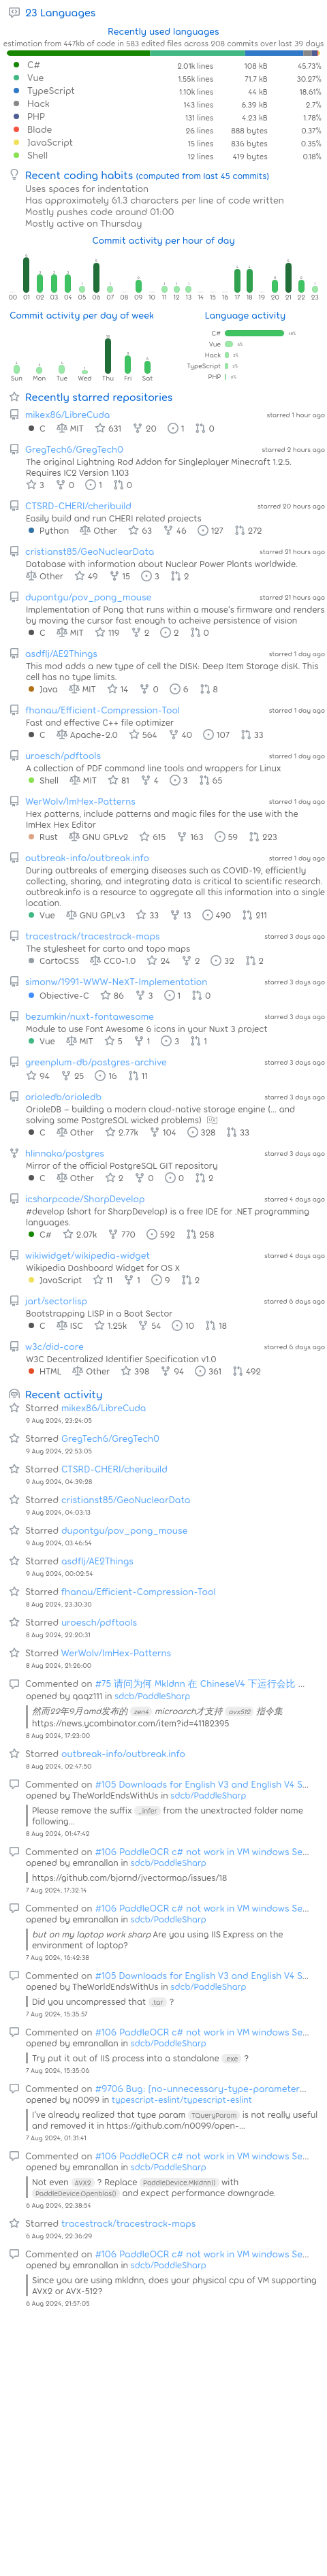 23 Languages
Recently used languages
estimation from 447kb of code in 583 edited files across 208 commits over last 39 days
C# 2.01k lines 108 kB 45.73%
Vue 1.55k lines 71.7 kB 30.27%
TypeScript 1.10k lines 44 kB 18.61%
Hack 143 lines 6.39 kB 2.7%
PHP 131 lines 4.23 kB 1.78%
Blade 26 lines 888 bytes 0.37%
JavaScript 15 lines 836 bytes 0.35%
Shell 12 lines 419 bytes 0.18%
Recent coding habits (computed from last 45 commits)
Uses spaces for indentation
Has approximately 61.3 characters per line of code written
Mostly pushes code around 01:00
Mostly active on Thursday
Commit activity per hour of day
00 01 02 03 04 05 06 07 08 09 10 11 12 13 14 15 16 17 18 19 20 21 22 23
Commit activity per day of week
Sun Mon Tue Wed Thu Fri Sat
Language activity
C#
Vue
Hack
TypeScript
PHP
Recently starred repositories
mikex86/LibreCuda starred 1 hour ago
C MIT 631 20 1 0
GregTech6/GregTech0 starred 2 hours ago
The original Lightning Rod Addon for Singleplayer Minecraft 1.2.5.
Requires IC2 Version 1.103
3 0 1 0
CTSRD-CHERI/cheribuild starred 20 hours ago
Easily build and run CHERI related projects
Python Other 63 46 127 272
cristianst85/GeoNuclearData starred 21 hours ago
Database with information about Nuclear Power Plants worldwide.
Other 49 15 3 2
dupontgu/pov_pong_mouse starred 21 hours ago
Implementation of Pong that runs within a mouse's firmware and renders
by moving the cursor fast enough to achieve persistence of vision
C MIT 119 2 2 0
asdflj/AE2Things starred 1 day ago
This mod adds a new type of cell the DISK: Deep Item Storage disK. This
cell has no type limits.
Java MIT 14 0 6 8
fhanau/Efficient-Compression-Tool starred 1 day ago
Fast and effective C++ file optimizer
C Apache-2.0 564 40 107 33
uroesch/pdftools starred 1 day ago
A collection of PDF command line tools and wrappers for Linux
Shell MIT 81 4 3 65
WerWolv/ImHex-Patterns starred 1 day ago
Hex patterns, include patterns and magic files for the use with the
ImHex Hex Editor
Rust GNU GPLv2 615 163 59 223
outbreak-info/outbreak.info starred 1 day ago
During outbreaks of emerging diseases such as COVID-19, efficiently
collecting, sharing, and integrating data is critical to scientific research.
outbreak.info is a resource to aggregate all this information into a single
location.
Vue GNU GPLv3 33 13 490 211
tracestrack/tracestrack-maps starred 3 days ago
The stylesheet for carto and topo maps
CartoCSS CC0-1.0 24 2 32 2
simonw/1991-WWW-NeXT-Implementation starred 3 days ago
Objective-C 86 3 1 0
bezumkin/nuxt-fontawesome starred 3 days ago
Module to use Font Awesome 6 icons in your Nuxt 3 project
Vue MIT 5 1 3 1
greenplum-db/postgres-archive starred 3 days ago
94 25 16 11
orioledb/orioledb starred 3 days ago
OrioleDB – building a modern cloud-native storage engine (... and
solving some PostgreSQL wicked problems)
C Other 2.77k 104 328 33
hlinnaka/postgres starred 3 days ago
Mirror of the official PostgreSQL GIT repository
C Other 2 0 0 2
icsharpcode/SharpDevelop starred 4 days ago
#develop (short for SharpDevelop) is a free IDE for .NET programming
languages.
C# 2.07k 770 592 258
wikiwidget/wikipedia-widget starred 4 days ago
Wikipedia Dashboard Widget for OS X
JavaScript 11 1 9 2
jart/sectorlisp starred 6 days ago
Bootstrapping LISP in a Boot Sector
C ISC 1.25k 54 10 18
w3c/did-core starred 6 days ago
W3C Decentralized Identifier Specification v1.0
HTML Other 398 94 361 492
Recent activity
Starred mikex86/LibreCuda
9 Aug 2024, 23:24:05
Starred GregTech6/GregTech0
9 Aug 2024, 22:53:05
Starred CTSRD-CHERI/cheribuild
9 Aug 2024, 04:39:28
Starred cristianst85/GeoNuclearData
9 Aug 2024, 04:03:13
Starred dupontgu/pov_pong_mouse
9 Aug 2024, 03:46:54
Starred asdflj/AE2Things
9 Aug 2024, 00:02:54
Starred fhanau/Efficient-Compression-Tool
8 Aug 2024, 23:30:30
Starred uroesch/pdftools
8 Aug 2024, 22:20:31
Starred WerWolv/ImHex-Patterns
8 Aug 2024, 21:26:00
Commented on #75 请问为何 Mkldnn 在 ChineseV4 下运行会比 ...
opened by qaqz111 in sdcb/PaddleSharp
然而22年9月amd发布的 zen4 microarch才支持 avx512 指令集
https://news.ycombinator.com/item?id=41182395
8 Aug 2024, 17:23:00
Starred outbreak-info/outbreak.info
8 Aug 2024, 02:47:50
Commented on #105 Downloads for English V3 and English V4 S...
opened by TheWorldEndsWithUs in sdcb/PaddleSharp
Please remove the suffix _infer from the unextracted folder name
following...
8 Aug 2024, 01:47:42
Commented on #106 PaddleOCR c# not work in VM windows Se...
opened by emranallan in sdcb/PaddleSharp
https://github.com/bjornd/jvectormap/issues/18
7 Aug 2024, 17:32:14
Commented on #106 PaddleOCR c# not work in VM windows Se...
opened by emranallan in sdcb/PaddleSharp
but on my laptop work sharp Are you using IIS Express on the
environment of laptop?
7 Aug 2024, 16:42:38
Commented on #105 Downloads for English V3 and English V4 S...
opened by TheWorldEndsWithUs in sdcb/PaddleSharp
Did you uncompressed that .tar ?
7 Aug 2024, 15:35:57
Commented on #106 PaddleOCR c# not work in VM windows Se...
opened by emranallan in sdcb/PaddleSharp
Try put it out of IIS process into a standalone .exe ?
7 Aug 2024, 15:35:06
Commented on #9706 Bug: [no-unnecessary-type-parameter...
opened by n0099 in typescript-eslint/typescript-eslint
I've already realized that type param TQueryParam is not really useful
and removed it in https://github.com/n0099/open-...
7 Aug 2024, 01:31:41
Commented on #106 PaddleOCR c# not work in VM windows Se...
opened by emranallan in sdcb/PaddleSharp
Not even AVX2 ? Replace PaddleDevice.Mkldnn() with
PaddleDevice.Openblas() and expect performance downgrade.
6 Aug 2024, 22:38:54
Starred tracestrack/tracestrack-maps
6 Aug 2024, 22:36:29
Commented on #106 PaddleOCR c# not work in VM windows Se...
opened by emranallan in sdcb/PaddleSharp
Since you are using mkldnn, does your physical cpu of VM supporting
AVX2 or AVX-512?
6 Aug 2024, 21:57:05